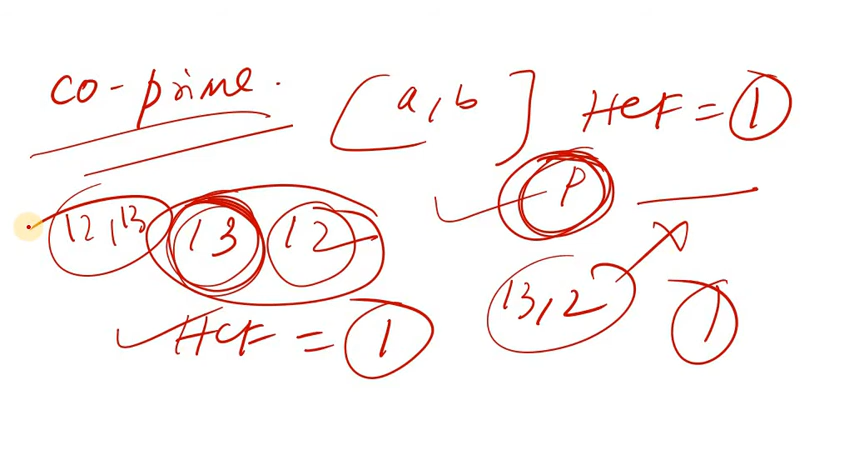 co-prime. [a,b] HCF = 1
12,13 13 12 P
13,2 1
HCF = 1